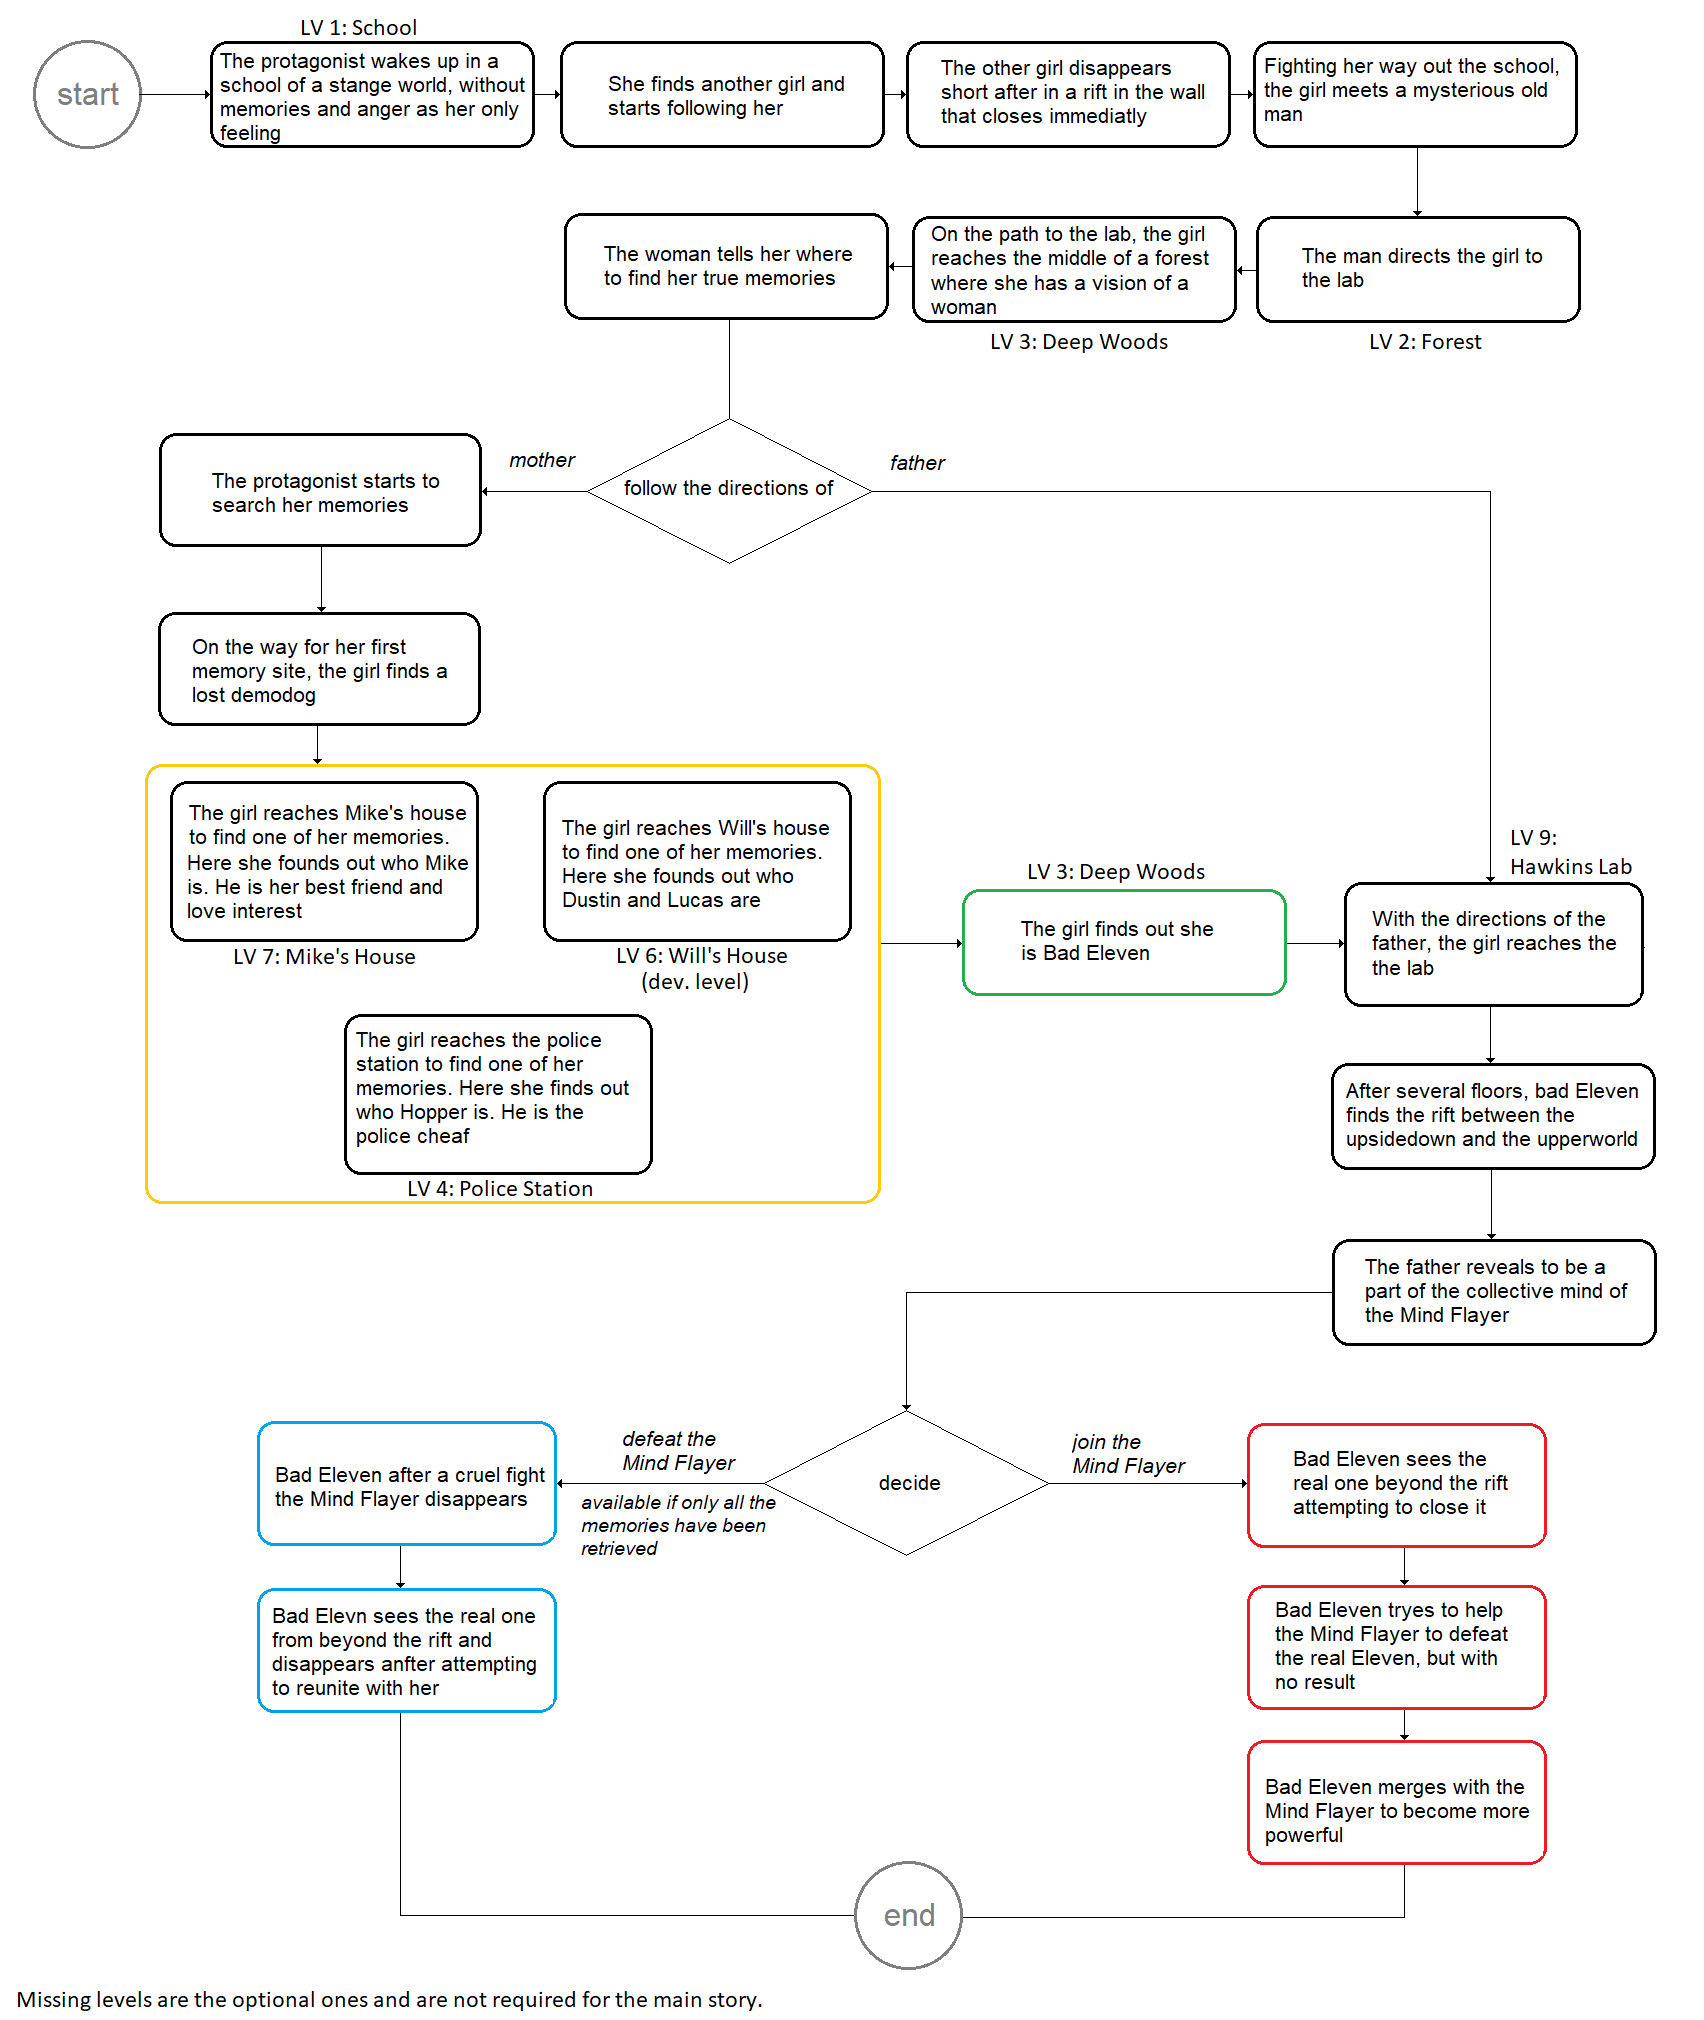 LV 1: School
start
The protagonist wakes up in a
school of a stange world, without
memories and anger as her only
feeling
She finds another girl and
starts following her
The other girl disappears
short after in a rift in the wall
that closes immediatly
Fighting her way out the school,
the girl meets a mysterious old
man
The man directs the girl to
the lab
LV 2: Forest
On the path to the lab, the girl
reaches the middle of a forest
where she has a vision of a
woman
LV 3: Deep Woods
The woman tells her where
to find her true memories
follow the directions of
mother
father
The protagonist starts to
search her memories
On the way for her first
memory site, the girl finds a
lost demodog
The girl reaches Mike's house
to find one of her memories.
Here she founds out who Mike
is. He is her best friend and
love interest
LV 7: Mike's House
The girl reaches Will's house
to find one of her memories.
Here she founds out who
Dustin and Lucas are
LV 6: Will's House
(dev. level)
The girl reaches the police
station to find one of her
memories. Here she finds out
who Hopper is. He is the
police cheaf
LV 4: Police Station
LV 3: Deep Woods
The girl finds out she
is Bad Eleven
LV 9:
Hawkins Lab
With the directions of the
father, the girl reaches the
the lab
After several floors, bad Eleven
finds the rift between the
upsidedown and the upperworld
The father reveals to be a
part of the collective mind of
the Mind Flayer
decide
defeat the
Mind Flayer
available if only all the
memories have been
retrieved
join the
Mind Flayer
Bad Eleven after a cruel fight
the Mind Flayer disappears
Bad Elevn sees the real one
from beyond the rift and
disappears anfter attempting
to reunite with her
Bad Eleven sees the
real one beyond the rift
attempting to close it
Bad Eleven tryes to help
the Mind Flayer to defeat
the real Eleven, but with
no result
Bad Eleven merges with the
Mind Flayer to become more
powerful
end
Missing levels are the optional ones and are not required for the main story.